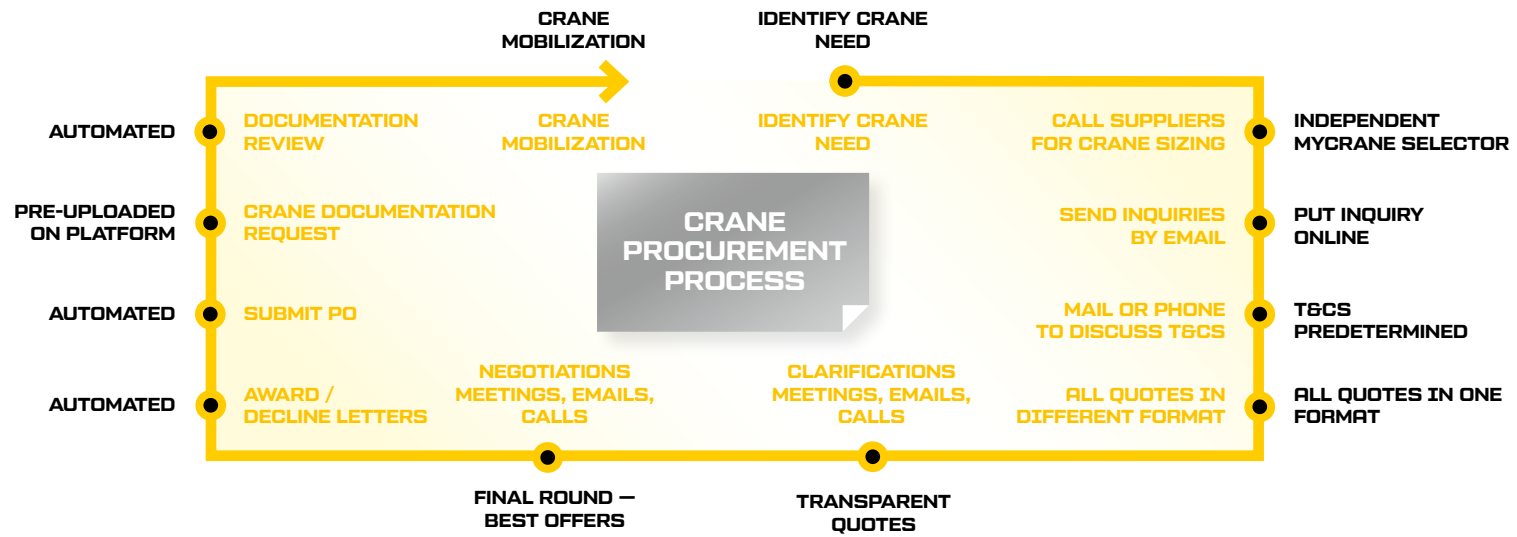 CRANE
MOBILIZATION
IDENTIFY CRANE
NEED
AUTOMATED
DOCUMENTATION
REVIEW
CRANE
MOBILIZATION
IDENTIFY CRANE
NEED
CALL SUPPLIERS
FOR CRANE SIZING
INDEPENDENT
MYCRANE SELECTOR
PRE-UPLOADED
ON PLATFORM
CRANE DOCUMENTATION
REQUEST
CRANE
PROCUREMENT
PROCESS
SEND INQUIRIES
BY EMAIL
PUT INQUIRY
ONLINE
AUTOMATED
SUBMIT PO
MAIL OR PHONE
TO DISCUSS T&CS
T&CS
PREDETERMINED
AUTOMATED
AWARD /
DECLINE LETTERS
NEGOTIATIONS
MEETINGS, EMAILS,
CALLS
CLARIFICATIONS
MEETINGS, EMAILS,
CALLS
ALL QUOTES IN
DIFFERENT FORMAT
ALL QUOTES IN ONE
FORMAT
FINAL ROUND —
BEST OFFERS
TRANSPARENT
QUOTES